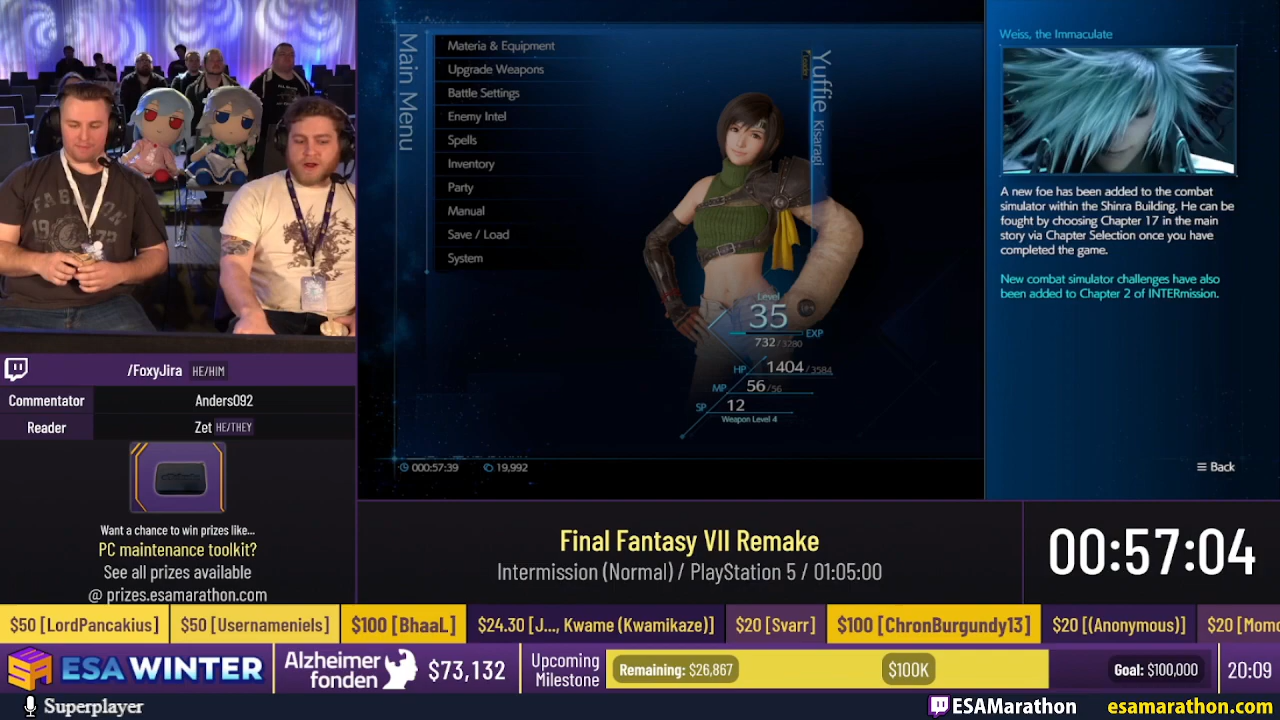 Main Menu
Materia & Equipment
Upgrade Weapons
Battle Settings
Enemy Intel
Spells
Inventory
Party
Manual
Save / Load
System
Yuffie Kisaragi
Leader
Level
35
EXP
732 / 3280
HP 1404 / 3584
MP 56 / 56
SP 12
Weapon Level 4
000:57:39
19,992
Weiss, the Immaculate
A new foe has been added to the combat
simulator within the Shinra Building. He can be
fought by choosing Chapter 17 in the main
story via Chapter Selection once you have
completed the game.
New combat simulator challenges have also
been added to Chapter 2 of INTERmission.
Back
/FoxyJira HE/HIM
Commentator Anders092
Reader Zet HE/THEY
Want a chance to win prizes like...
PC maintenance toolkit?
See all prizes available
@ prizes.esamarathon.com
Final Fantasy VII Remake
Intermission (Normal) / PlayStation 5 / 01:05:00
00:57:04
$50 [LordPancakius]
$50 [Usernameniels]
$100 [BhaaL]
$24.30 [J..., Kwame (Kwamikaze)]
$20 [Svarr]
$100 [ChronBurgundy13]
$20 [(Anonymous)]
$20 [Momo
ESA WINTER
Alzheimer
fonden
$73,132
Upcoming
Milestone
Remaining: $26,867
$100K
Goal: $100,000
20:09
Superplayer
ESAMarathon
esamarathon.com